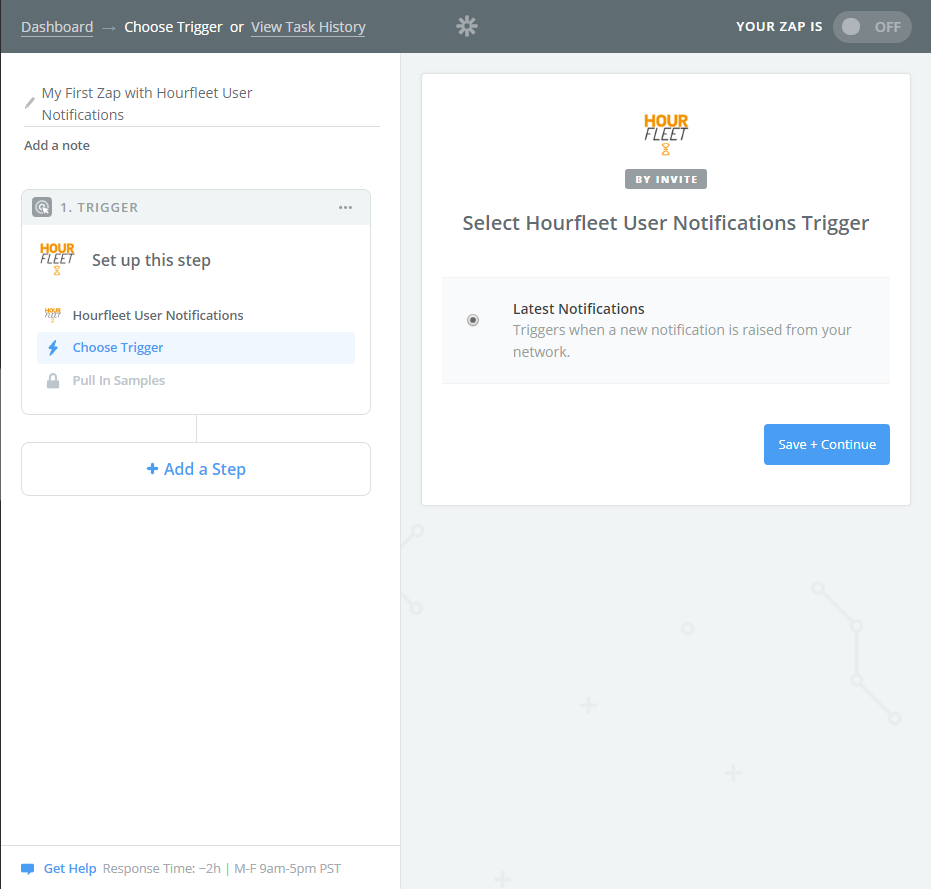 Dashboard → Choose Trigger or View Task History
YOUR ZAP IS OFF
My First Zap with Hourfleet User
Notifications
Add a note
1. TRIGGER
HOUR
FLEET
Set up this step
HOUR
FLEET
Hourfleet User Notifications
Choose Trigger
Pull In Samples
+ Add a Step
Get Help Response Time: ~2h | M-F 9am-5pm PST
HOUR
FLEET
BY INVITE
Select Hourfleet User Notifications Trigger
Latest Notifications
Triggers when a new notification is raised from your
network.
Save + Continue